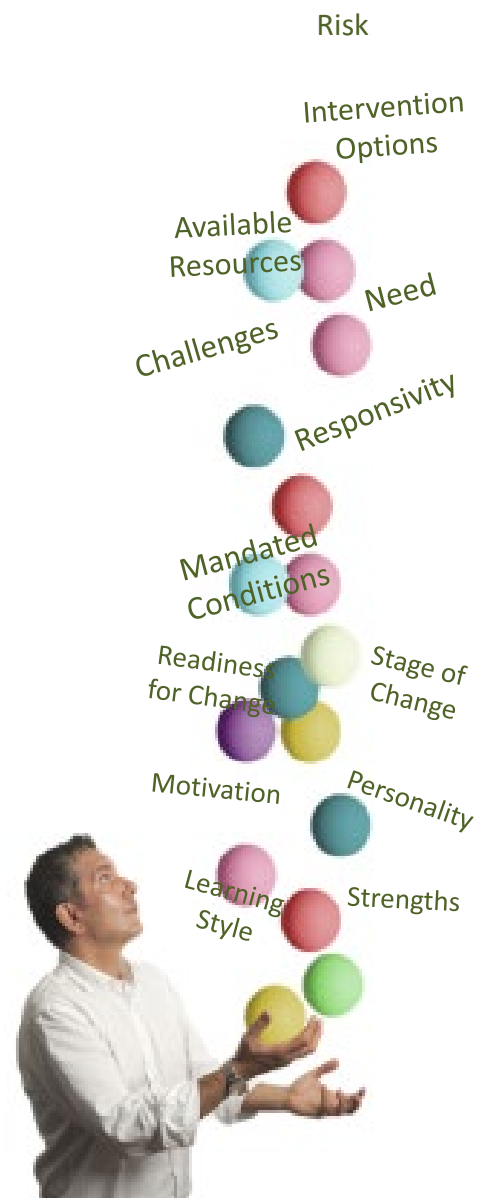 Risk
Intervention
Options
Available
Resources
Need
Challenges
Responsivity
Mandated
Conditions
Readiness
for Change
Stage of
Change
Motivation
Personality
Learning
Style
Strengths